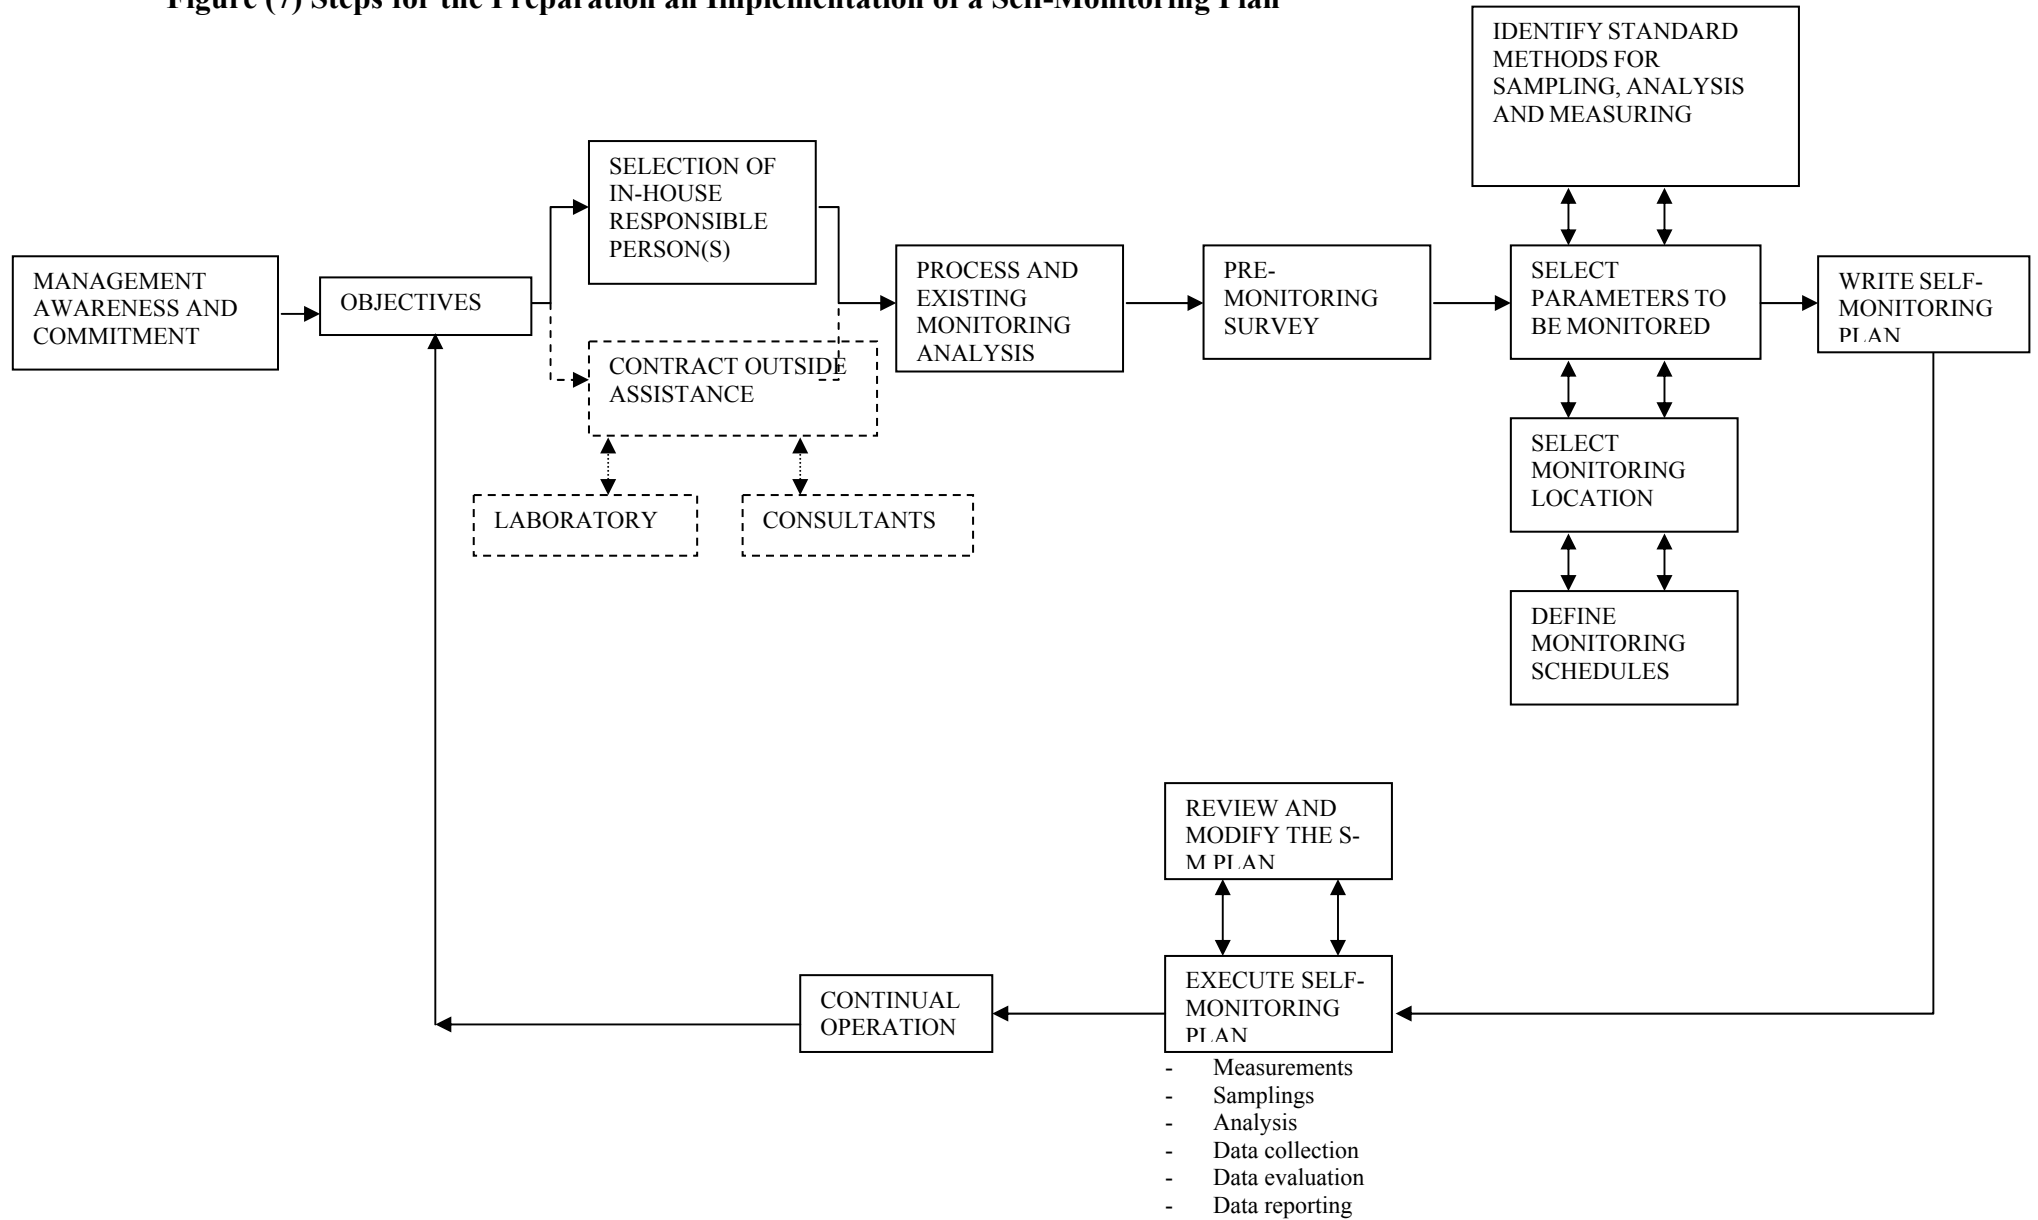 Figure (7) Steps for the Preparation an Implementation of a Self-Monitoring Plan
IDENTIFY STANDARD
METHODS FOR
SAMPLING, ANALYSIS
AND MEASURING
SELECTION OF
IN-HOUSE
RESPONSIBLE
PERSON(S)
MANAGEMENT
AWARENESS AND
COMMITMENT
OBJECTIVES
PROCESS AND
EXISTING
MONITORING
ANALYSIS
PRE-
MONITORING
SURVEY
SELECT
PARAMETERS TO
BE MONITORED
WRITE SELF-
MONITORING
PLAN
CONTRACT OUTSIDE
ASSISTANCE
LABORATORY
CONSULTANTS
SELECT
MONITORING
LOCATION
DEFINE
MONITORING
SCHEDULES
REVIEW AND
MODIFY THE S-
M PLAN
EXECUTE SELF-
MONITORING
PLAN
CONTINUAL
OPERATION
- Measurements
- Samplings
- Analysis
- Data collection
- Data evaluation
- Data reporting